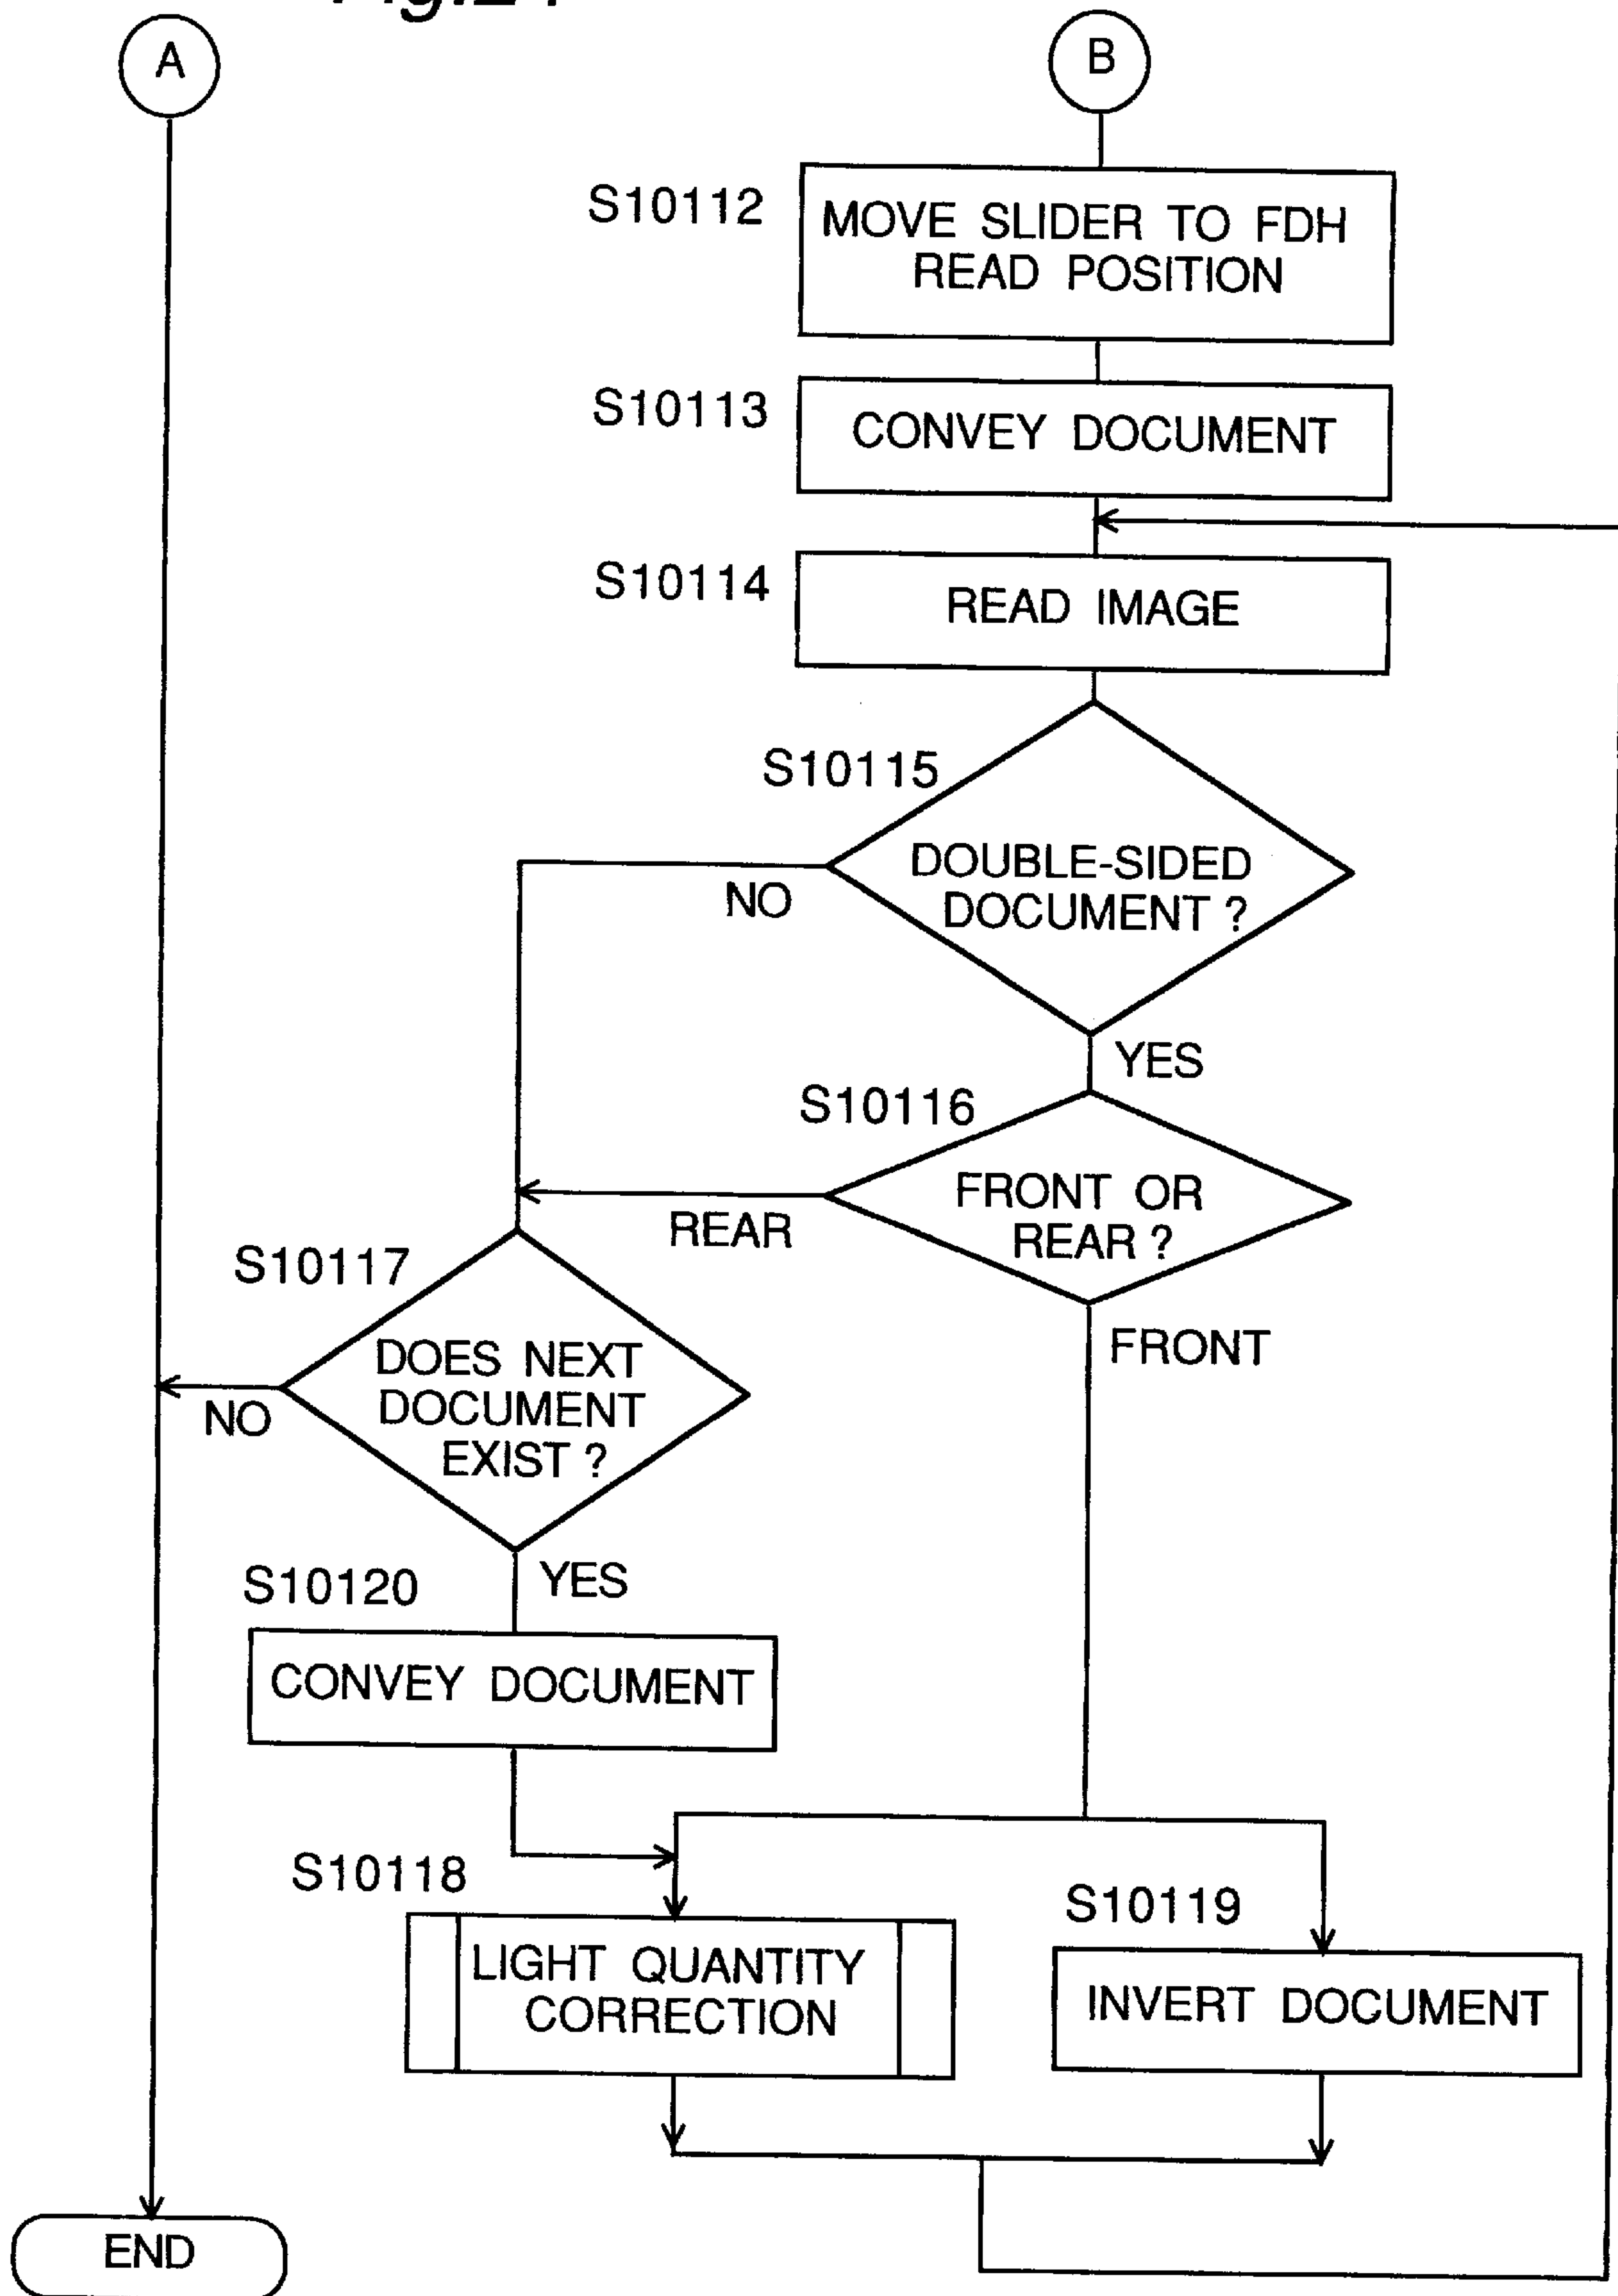 A
B
S10112
MOVE SLIDER TO FDH
READ POSITION
S10113
CONVEY DOCUMENT
S10114
READ IMAGE
S10115
DOUBLE-SIDED
DOCUMENT ?
NO
YES
S10116
FRONT OR
REAR ?
REAR
FRONT
S10117
DOES NEXT
DOCUMENT
EXIST ?
NO
YES
S10120
CONVEY DOCUMENT
S10118
LIGHT QUANTITY
CORRECTION
S10119
INVERT DOCUMENT
END